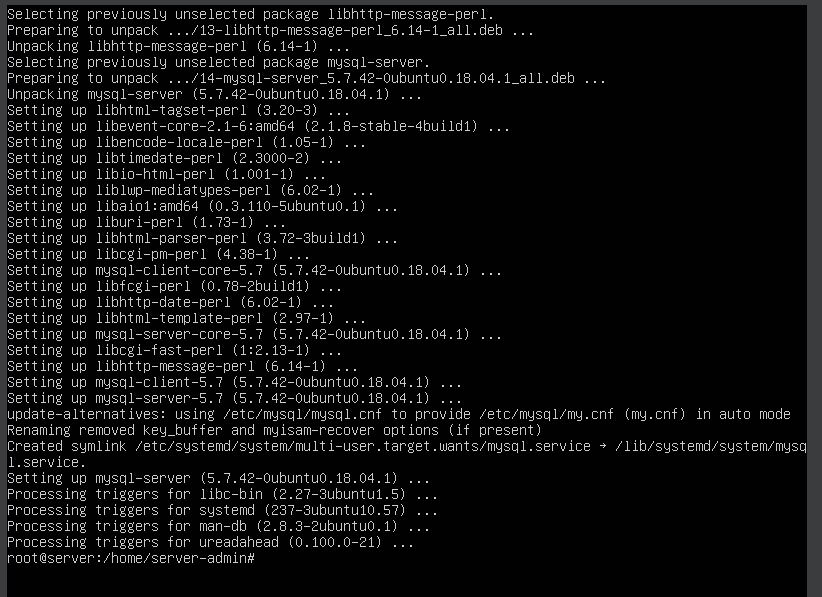 Selecting previously unselected package libhttp-message-perl.
Preparing to unpack .../13-libhttp-message-perl_6.14-1_all.deb ...
Unpacking libhttp-message-perl (6.14-1) ...
Selecting previously unselected package mysql-server.
Preparing to unpack .../14-mysql-server_5.7.42-0ubuntu0.18.04.1_all.deb ...
Unpacking mysql-server (5.7.42-0ubuntu0.18.04.1) ...
Setting up libhtml-tagset-perl (3.20-3) ...
Setting up libevent-core-2.1-6:amd64 (2.1.8-stable-4build1) ...
Setting up libencode-locale-perl (1.05-1) ...
Setting up libtimedate-perl (2.3000-2) ...
Setting up libio-html-perl (1.001-1) ...
Setting up liblwp-mediatypes-perl (6.02-1) ...
Setting up libaio1:amd64 (0.3.110-5ubuntu0.1) ...
Setting up liburi-perl (1.73-1) ...
Setting up libhtml-parser-perl (3.72-3build1) ...
Setting up libcgi-pm-perl (4.38-1) ...
Setting up mysql-client-core-5.7 (5.7.42-0ubuntu0.18.04.1) ...
Setting up libfcgi-perl (0.78-2build1) ...
Setting up libhttp-date-perl (6.02-1) ...
Setting up libhtml-template-perl (2.97-1) ...
Setting up mysql-server-core-5.7 (5.7.42-0ubuntu0.18.04.1) ...
Setting up libcgi-fast-perl (1:2.13-1) ...
Setting up libhttp-message-perl (6.14-1) ...
Setting up mysql-client-5.7 (5.7.42-0ubuntu0.18.04.1) ...
Setting up mysql-server-5.7 (5.7.42-0ubuntu0.18.04.1) ...
update-alternatives: using /etc/mysql/mysql.cnf to provide /etc/mysql/my.cnf (my.cnf) in auto mode
Renaming removed key_buffer and myisam-recover options (if present)
Created symlink /etc/systemd/system/multi-user.target.wants/mysql.service → /lib/systemd/system/mysq
l.service.
Setting up mysql-server (5.7.42-0ubuntu0.18.04.1) ...
Processing triggers for libc-bin (2.27-3ubuntu1.5) ...
Processing triggers for systemd (237-3ubuntu10.57) ...
Processing triggers for man-db (2.8.3-2ubuntu0.1) ...
Processing triggers for ureadahead (0.100.0-21) ...
root@server:/home/server-admin#